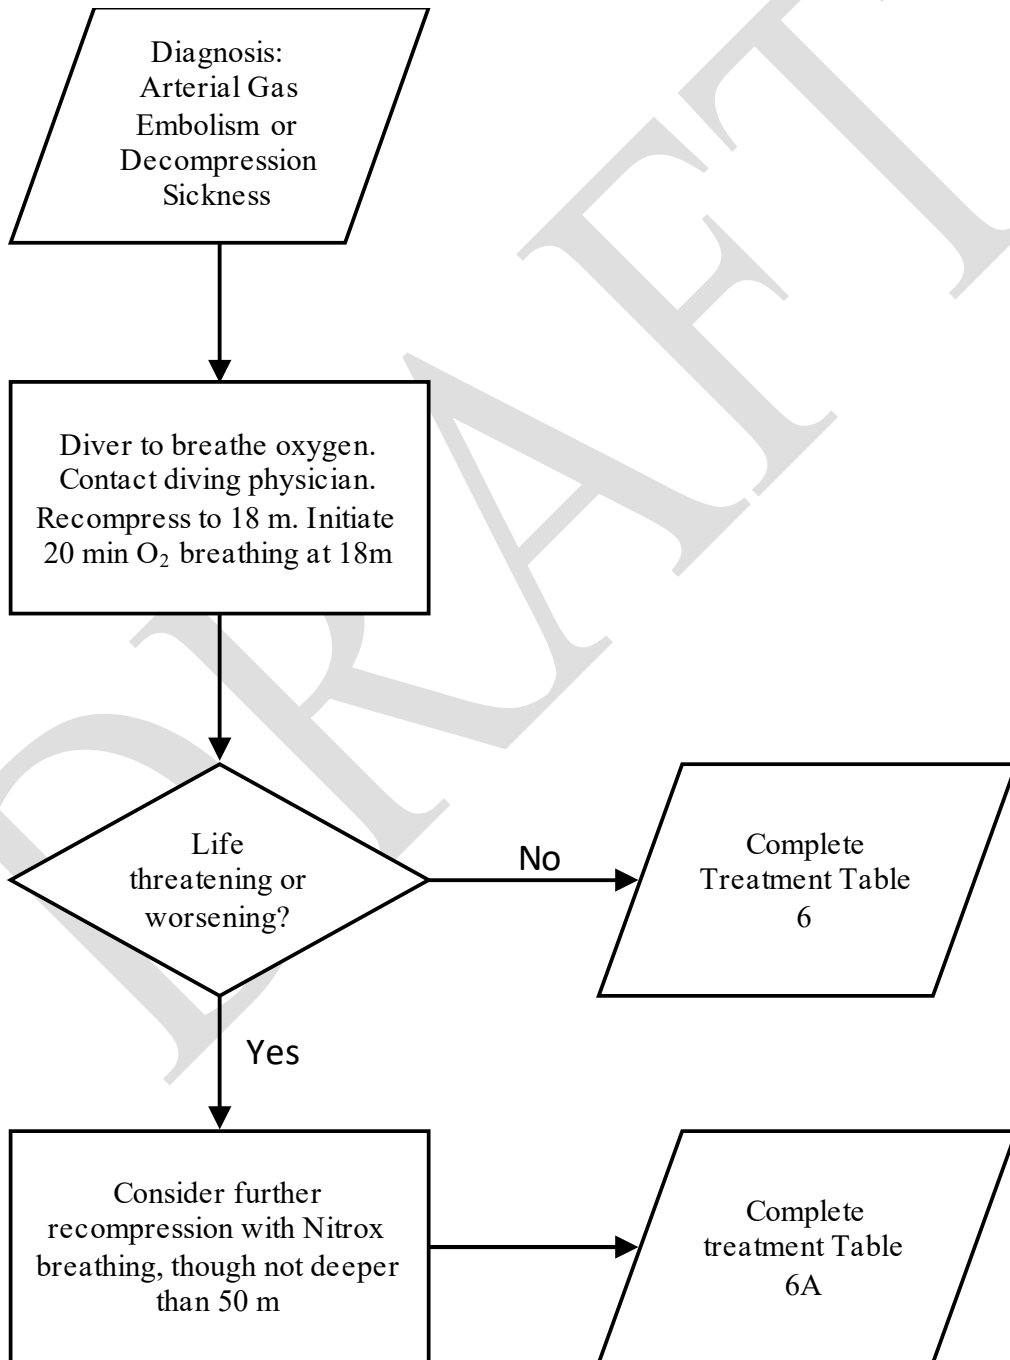 Diagnosis:
Arterial Gas
Embolism or
Decompression
Sickness
Diver to breathe oxygen.
Contact diving physician.
Recompress to 18 m. Initiate
20 min O₂ breathing at 18m
Life
threatening or
worsening?
No
Complete
Treatment Table
6
Yes
Consider further
recompression with Nitrox
breathing, though not deeper
than 50 m
Complete
treatment Table
6A
DRAFT